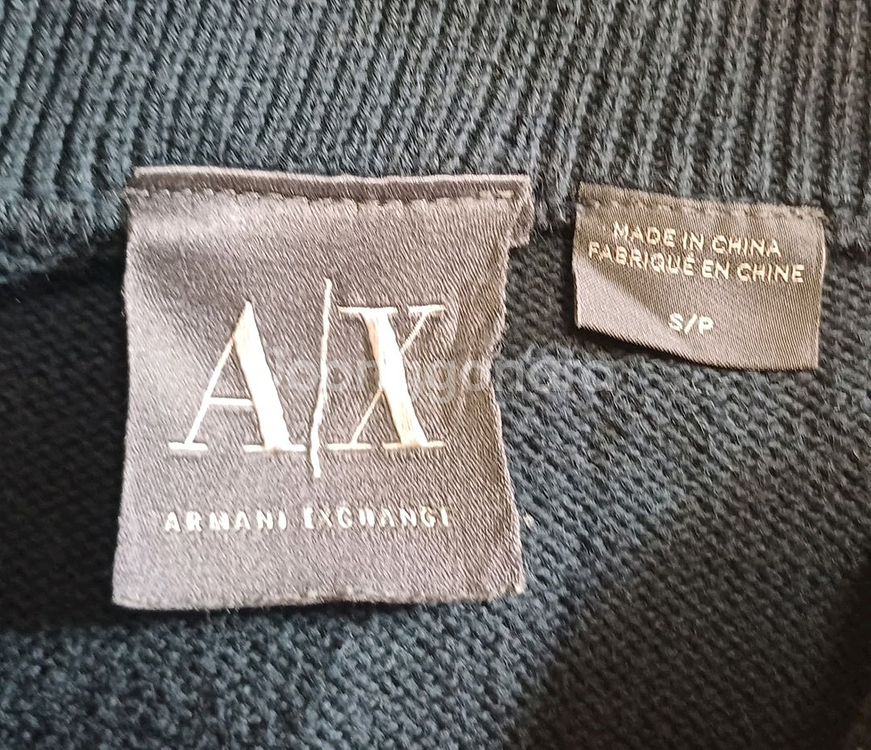 A|X
ARMANI EXCHANGE
MADE IN CHINA
FABRIQUÉ EN CHINE
S/P